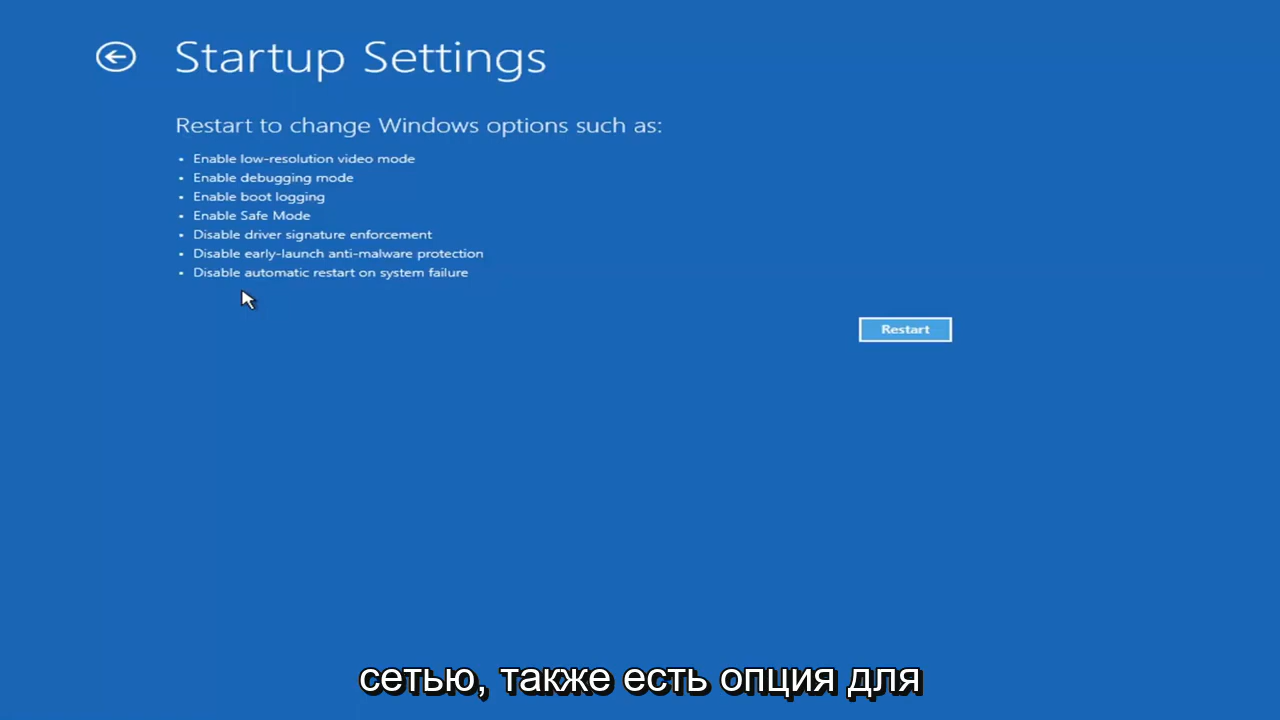 Startup Settings
Restart to change Windows options such as:
• Enable low-resolution video mode
• Enable debugging mode
• Enable boot logging
• Enable Safe Mode
• Disable driver signature enforcement
• Disable early-launch anti-malware protection
• Disable automatic restart on system failure
Restart
сетью, также есть опция для